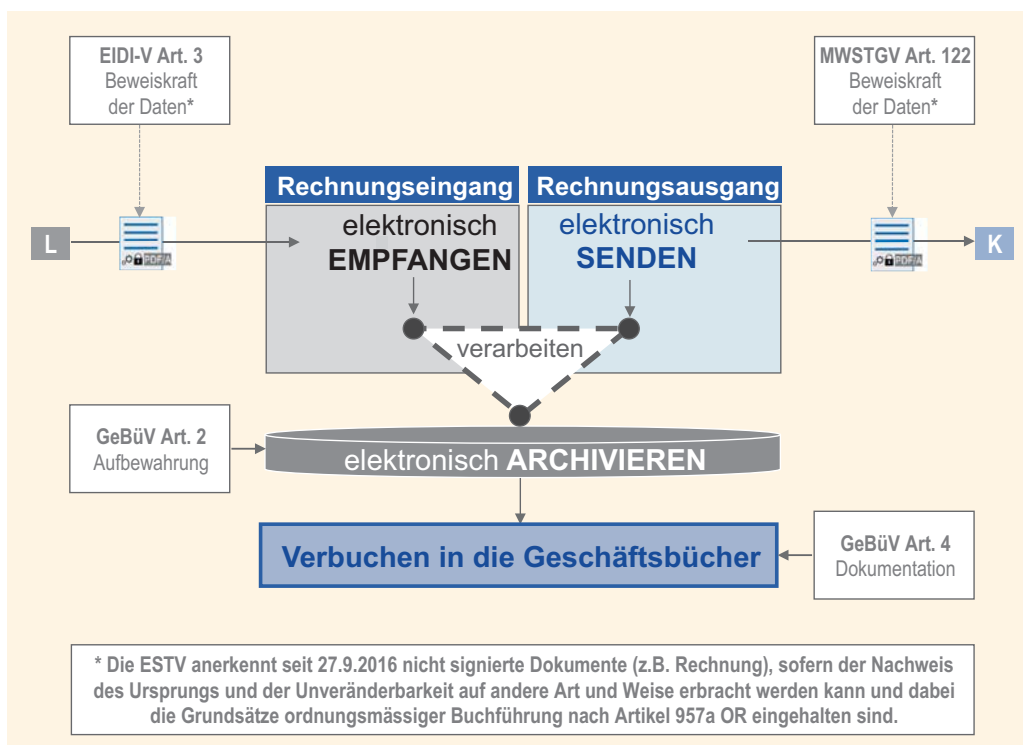 EIDI-V Art. 3
Beweiskraft
der Daten*
MWSTGV Art. 122
Beweiskraft
der Daten*
Rechnungseingang
Rechnungsausgang
elektronisch
EMPFANGEN
elektronisch
SENDEN
L
PDF/A
PDF/A
K
verarbeiten
GeBüV Art. 2
Aufbewahrung
elektronisch ARCHIVIEREN
Verbuchen in die Geschäftsbücher
GeBüV Art. 4
Dokumentation
* Die ESTV anerkennt seit 27.9.2016 nicht signierte Dokumente (z.B. Rechnung), sofern der Nachweis
des Ursprungs und der Unveränderbarkeit auf andere Art und Weise erbracht werden kann und dabei
die Grundsätze ordnungsmässiger Buchführung nach Artikel 957a OR eingehalten sind.